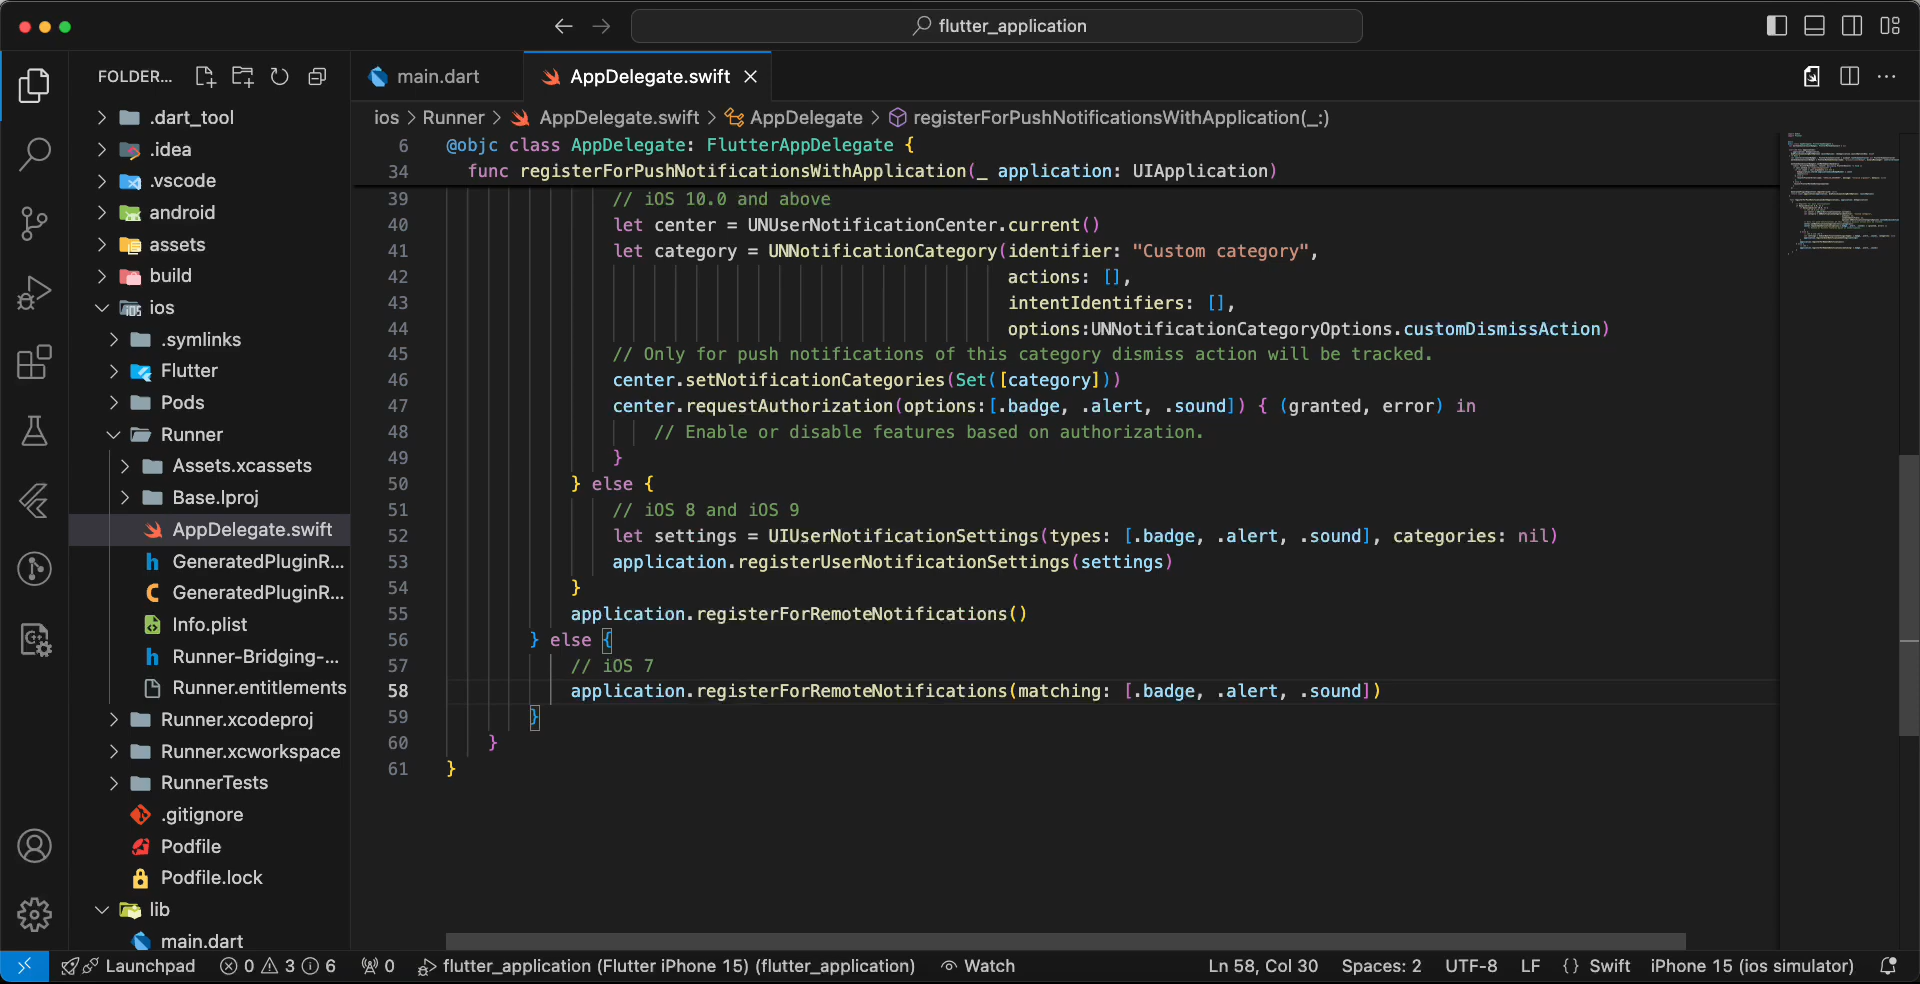 flutter_application
FOLDER...
main.dart
AppDelegate.swift
ios > Runner > AppDelegate.swift > AppDelegate > registerForPushNotificationsWithApplication(_:)
.dart_tool
.idea
.vscode
android
assets
build
ios
.symlinks
Flutter
Pods
Runner
Assets.xcassets
Base.lproj
AppDelegate.swift
GeneratedPluginR...
GeneratedPluginR...
Info.plist
Runner-Bridging-...
Runner.entitlements
Runner.xcodeproj
Runner.xcworkspace
RunnerTests
.gitignore
Podfile
Podfile.lock
lib
main.dart
6 @objc class AppDelegate: FlutterAppDelegate {
34 func registerForPushNotificationsWithApplication(_ application: UIApplication)
39 // iOS 10.0 and above
40 let center = UNUserNotificationCenter.current()
41 let category = UNNotificationCategory(identifier: "Custom category",
42 actions: [],
43 intentIdentifiers: [],
44 options:UNNotificationCategoryOptions.customDismissAction)
45 // Only for push notifications of this category dismiss action will be tracked.
46 center.setNotificationCategories(Set([category]))
47 center.requestAuthorization(options:[.badge, .alert, .sound]) { (granted, error) in
48 // Enable or disable features based on authorization.
49 }
50 } else {
51 // iOS 8 and iOS 9
52 let settings = UIUserNotificationSettings(types: [.badge, .alert, .sound], categories: nil)
53 application.registerUserNotificationSettings(settings)
54 }
55 application.registerForRemoteNotifications()
56 } else {
57 // iOS 7
58 application.registerForRemoteNotifications(matching: [.badge, .alert, .sound])
59 }
60 }
61 }
Launchpad 0 3 6 0 flutter_application (Flutter iPhone 15) (flutter_application) Watch Ln 58, Col 30 Spaces: 2 UTF-8 LF {} Swift iPhone 15 (ios simulator)